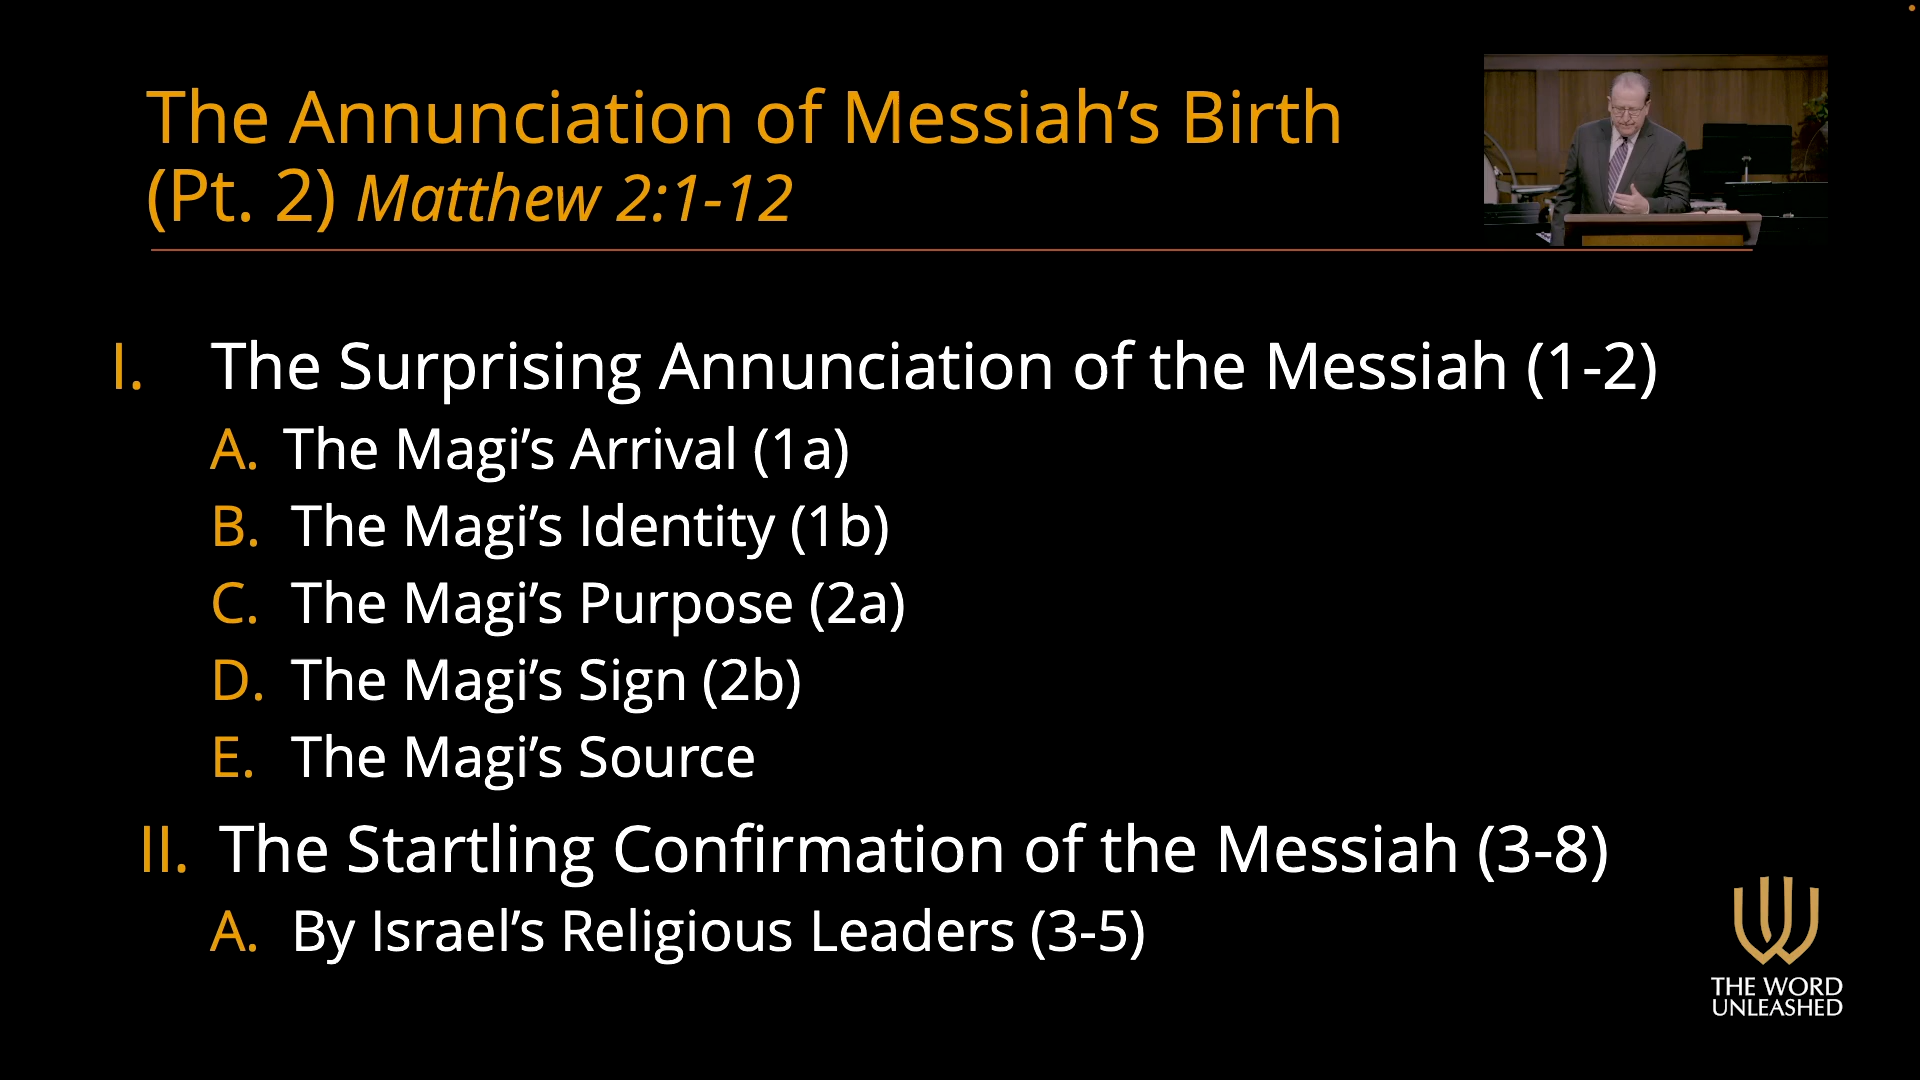 The Annunciation of Messiah’s Birth
(Pt. 2) Matthew 2:1-12
I. The Surprising Annunciation of the Messiah (1-2)
A. The Magi’s Arrival (1a)
B. The Magi’s Identity (1b)
C. The Magi’s Purpose (2a)
D. The Magi’s Sign (2b)
E. The Magi’s Source
II. The Startling Confirmation of the Messiah (3-8)
A. By Israel’s Religious Leaders (3-5)
THE WORD
UNLEASHED